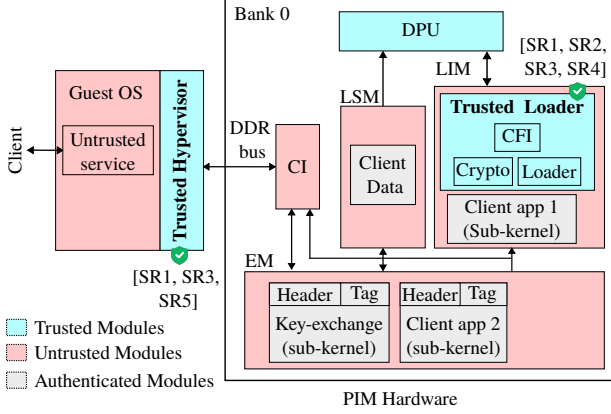 Bank 0
DPU
[SR1, SR2,
SR3, SR4]
LIM
LSM
Guest OS
Untrusted
service
Trusted Hypervisor
Client
DDR
bus
CI
Client
Data
Trusted Loader
CFI
Crypto
Loader
Client app 1
(Sub-kernel)
[SR1, SR3,
SR5]
EM
Header
Tag
Key-exchange
(sub-kernel)
Header
Tag
Client app 2
(sub-kernel)
Trusted Modules
Untrusted Modules
Authenticated Modules
PIM Hardware